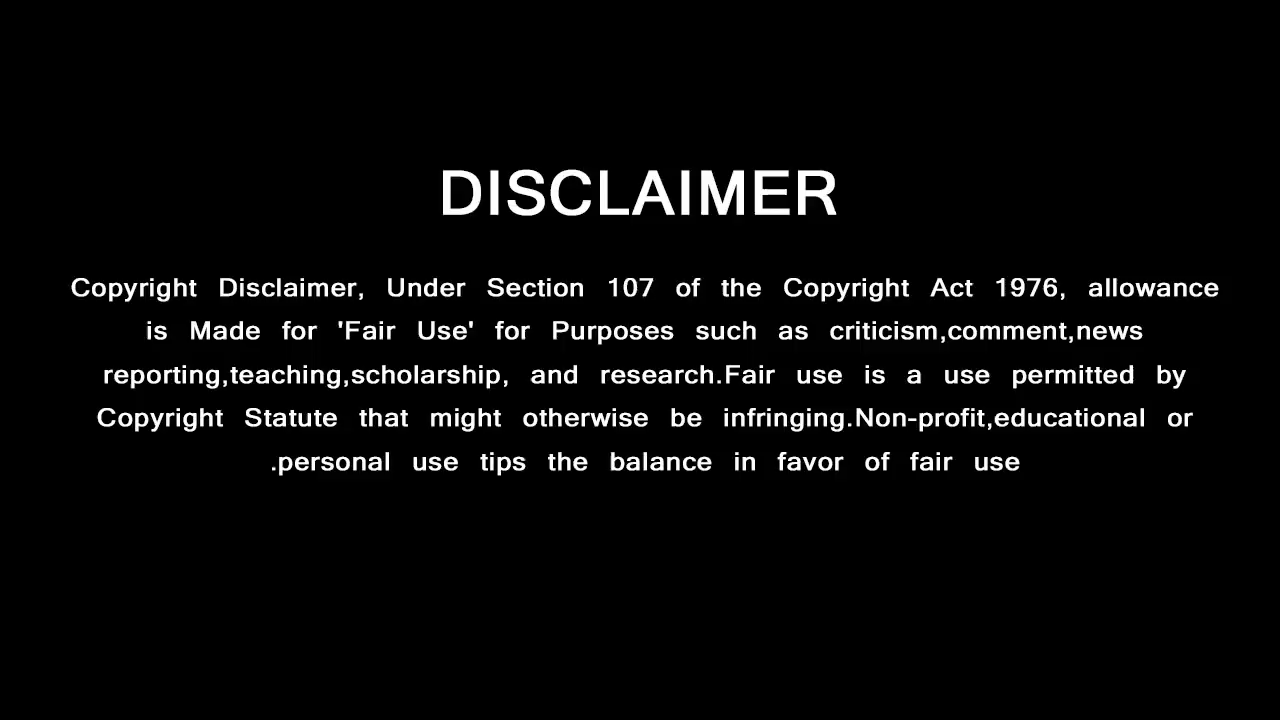 DISCLAIMER
Copyright Disclaimer, Under Section 107 of the Copyright Act 1976, allowance
is Made for 'Fair Use' for Purposes such as criticism,comment,news
reporting,teaching,scholarship, and research.Fair use is a use permitted by
Copyright Statute that might otherwise be infringing.Non-profit,educational or
.personal use tips the balance in favor of fair use